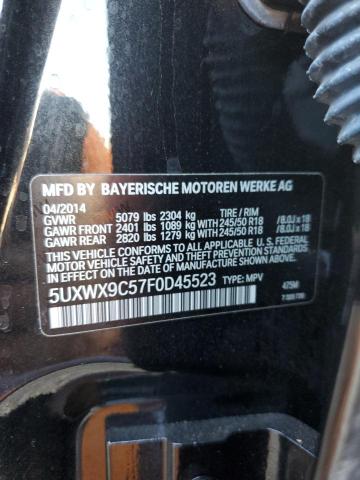 MFD BY BAYERISCHE MOTOREN WERKE AG
04/2014
GVWR 5079 lbs 2304 kg TIRE / RIM
GAWR FRONT 2401 lbs 1089 kg WITH 245/50 R18 /8.0J x 18
GAWR REAR 2820 lbs 1279 kg WITH 245/50 R18 /8.0J x 18
THIS VEHICLE CONFORMS TO ALL APPLICABLE FEDERAL
MOTOR VEHICLE SAFETY, BUMPER, AND THEFT PREVENTION
STANDARDS IN EFFECT ON THE DATE OF MANUFACTURE
SHOWN ABOVE.
5UXWX9C57F0D45523 TYPE: MPV 475M